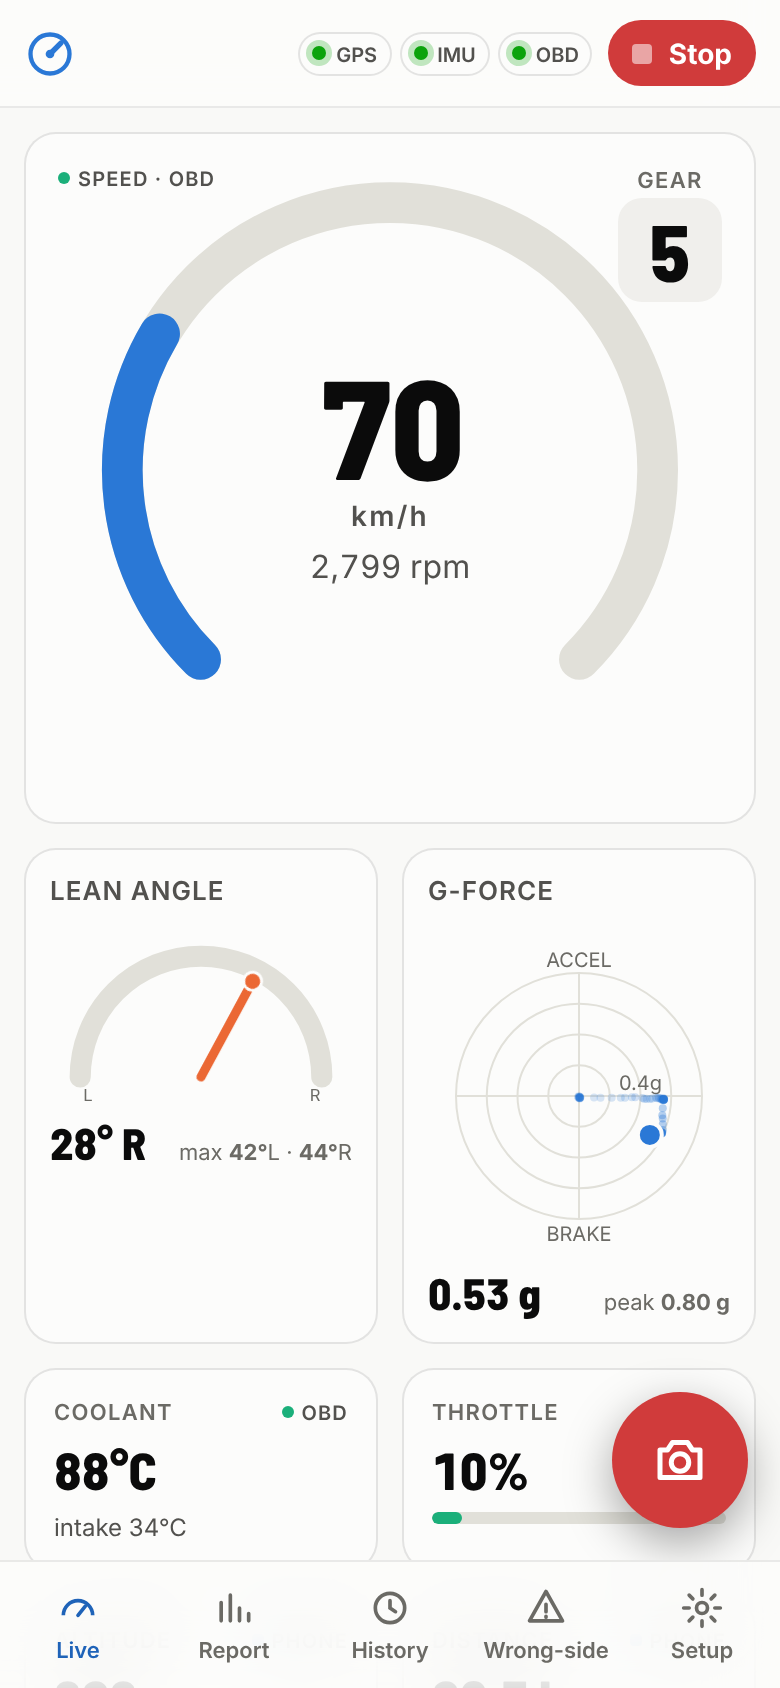 GPS
IMU
OBD
Stop
SPEED · OBD
GEAR
5
70
km/h
2,799 rpm
LEAN ANGLE
L
R
28° R
max 42°L · 44°R
G-FORCE
ACCEL
0.4g
BRAKE
0.53 g
peak 0.80 g
COOLANT
OBD
88°C
intake 34°C
THROTTLE
10%
Live
Report
History
Wrong-side
Setup